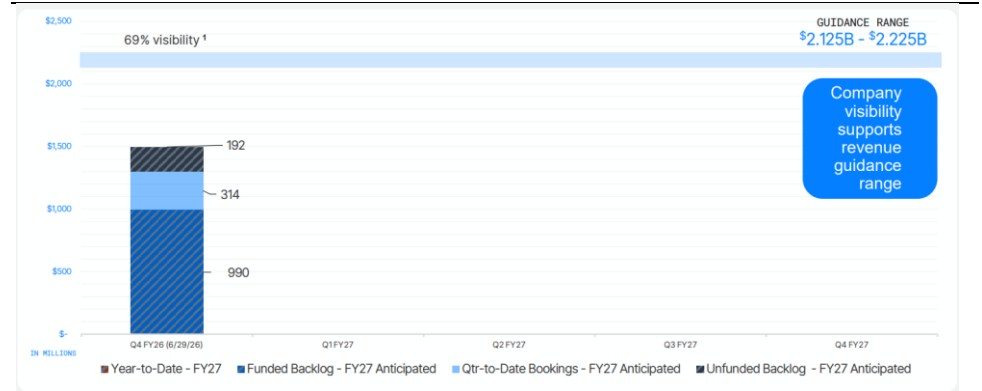 $2,500
69% visibility ¹
GUIDANCE RANGE
$2.125B - $2.225B
$2,000
Company
visibility
supports
revenue
guidance
range
$1,500
192
314
$1,000
990
$500
$-
IN MILLIONS
Q4 FY26 (6/29/26)
Q1 FY27
Q2 FY27
Q3 FY27
Q4 FY27
Year-to-Date - FY27
Funded Backlog - FY27 Anticipated
Qtr-to-Date Bookings - FY27 Anticipated
Unfunded Backlog - FY27 Anticipated